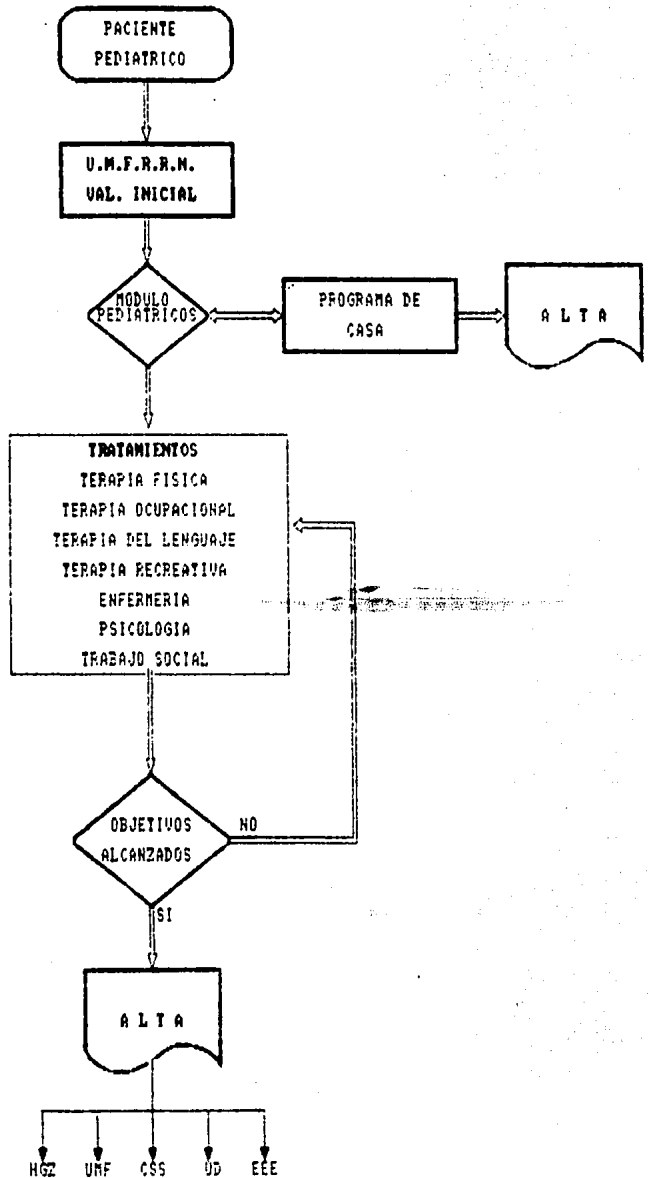 PACIENTE
PEDIATRICO
U.M.F.R.R.N.
VAL. INICIAL
MODULO
PEDIATRICOS
PROGRAMA DE
CASA
A L T A
TRATAMIENTOS
TERAPIA FISICA
TERAPIA OCUPACIONAL
TERAPIA DEL LENGUAJE
TERAPIA RECREATIVA
ENFERMERIA
PSICOLOGIA
TRABAJO SOCIAL
OBJETIVOS
ALCANZADOS
NO
SI
A L T A
HGZ UMF CSS UD EEE